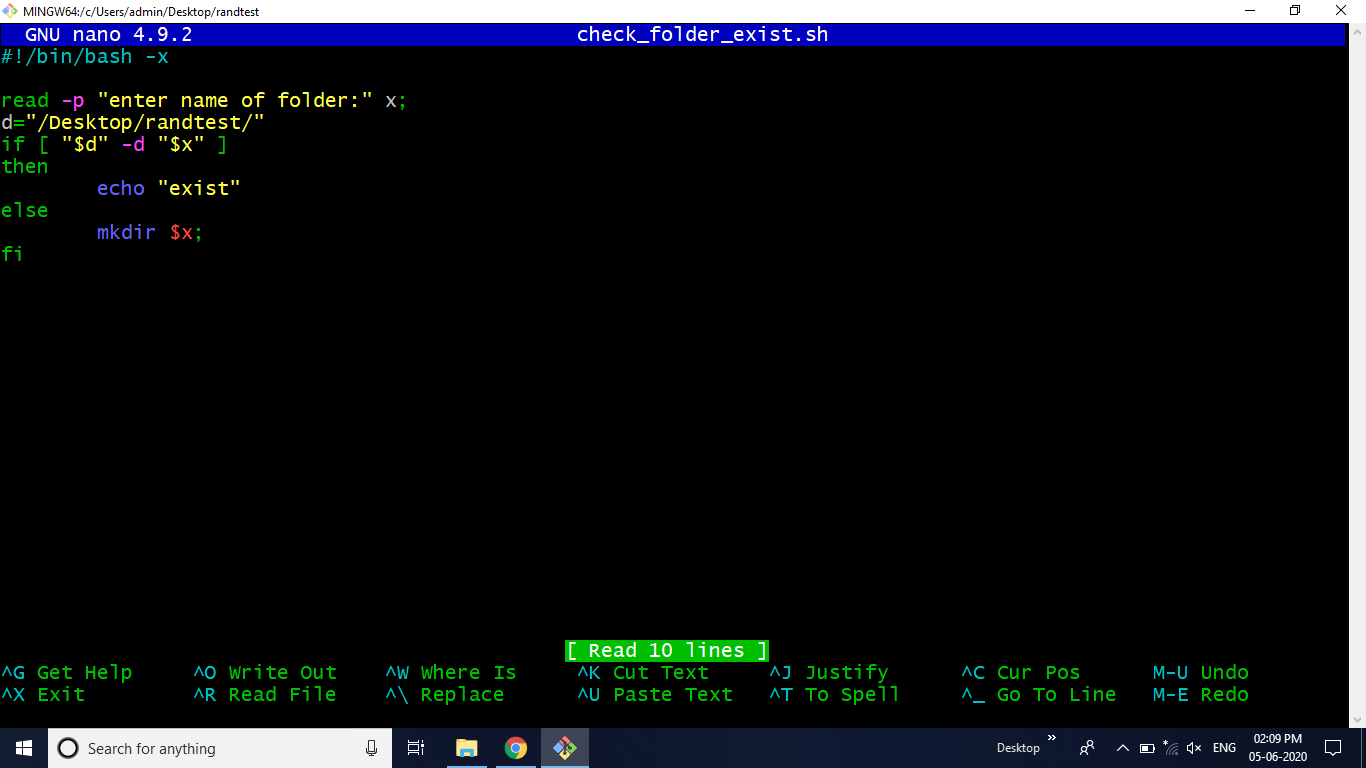 MINGW64:/c/Users/admin/Desktop/randtest
GNU nano 4.9.2 check_folder_exist.sh
#!/bin/bash -x
read -p "enter name of folder:" x;
d="/Desktop/randtest/"
if [ "$d" -d "$x" ]
then
echo "exist"
else
mkdir $x;
fi
[ Read 10 lines ]
^G Get Help ^O Write Out ^W Where Is ^K Cut Text ^J Justify ^C Cur Pos M-U Undo
^X Exit ^R Read File ^\ Replace ^U Paste Text ^T To Spell ^_ Go To Line M-E Redo
Search for anything
Desktop
ENG
02:09 PM
05-06-2020